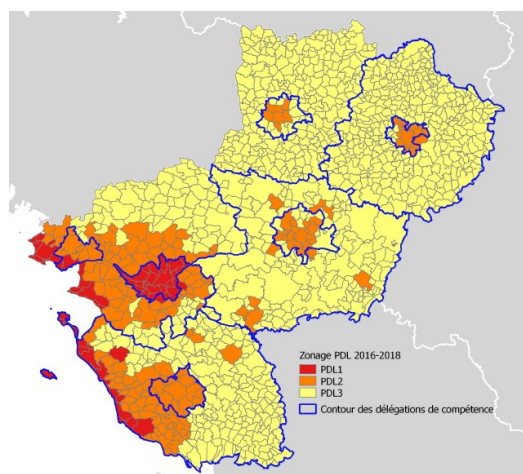 Zonage PDL 2016-2018
PDL1
PDL2
PDL3
Contour des délégations de compétence